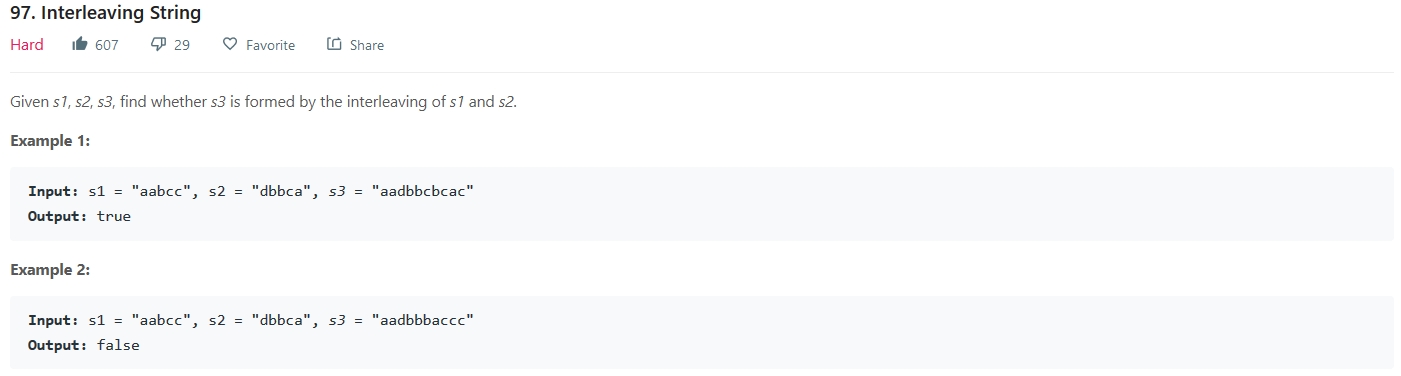 97. Interleaving String
Hard 607 29 Favorite Share
Given s1, s2, s3, find whether s3 is formed by the interleaving of s1 and s2.
Example 1:
Input: s1 = "aabcc", s2 = "dbbca", s3 = "aadbbcbcac"
Output: true
Example 2:
Input: s1 = "aabcc", s2 = "dbbca", s3 = "aadbbbaccc"
Output: false